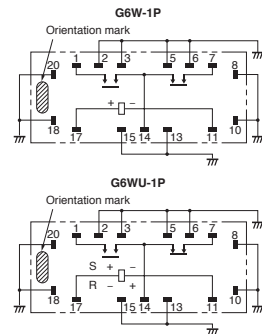 G6W-1P
Orientation mark
20 1 2 3 5 6 7 8
+ −
18 17 15 14 13 11 10
G6WU-1P
Orientation mark
20 1 2 3 5 6 7 8
S + −
R − +
18 17 15 14 13 11 10